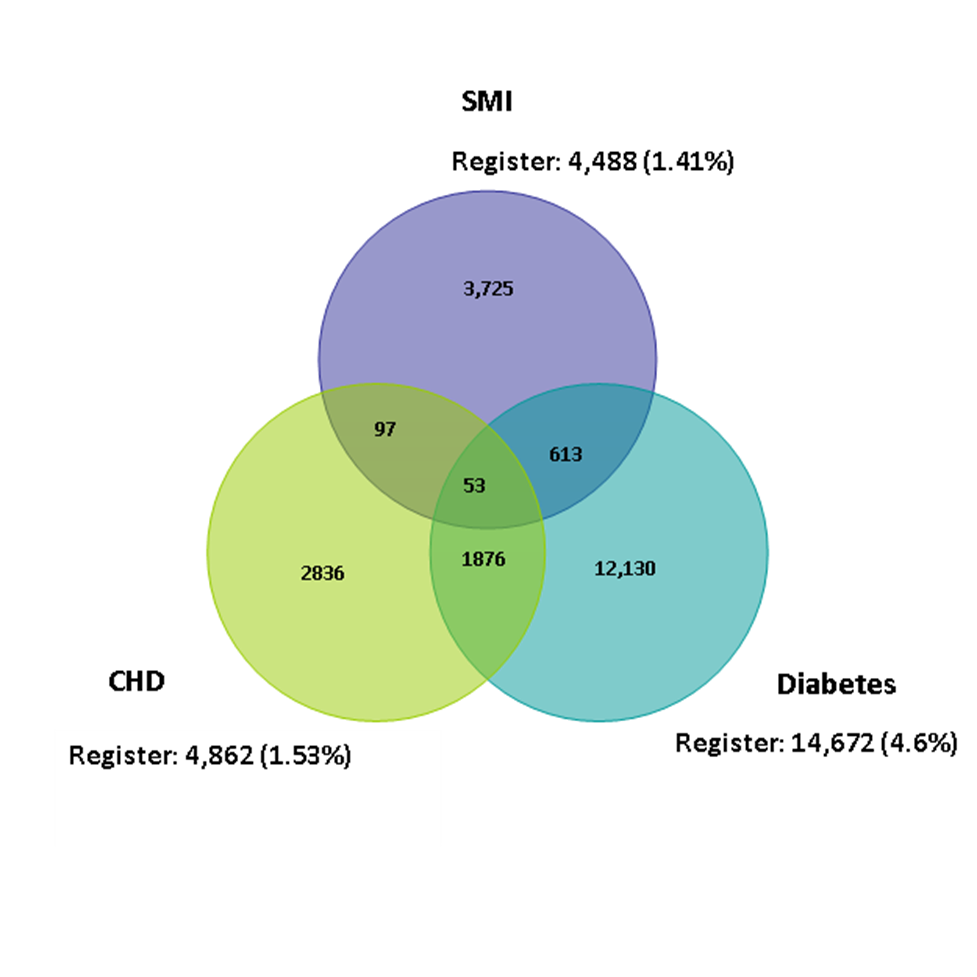 SMI
Register: 4,488 (1.41%)
3,725
97
613
53
1876
2836
12,130
CHD
Diabetes
Register: 14,672 (4.6%)
Register: 4,862 (1.53%)